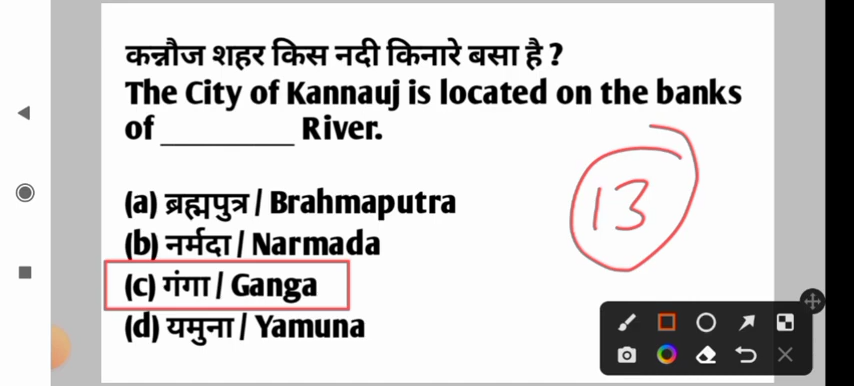 कन्नौज शहर किस नदी किनारे बसा है ?
The City of Kannauj is located on the banks
of __________ River.
(a) ब्रह्मपुत्र / Brahmaputra
(b) नर्मदा / Narmada
(c) गंगा / Ganga
(d) यमुना / Yamuna
13